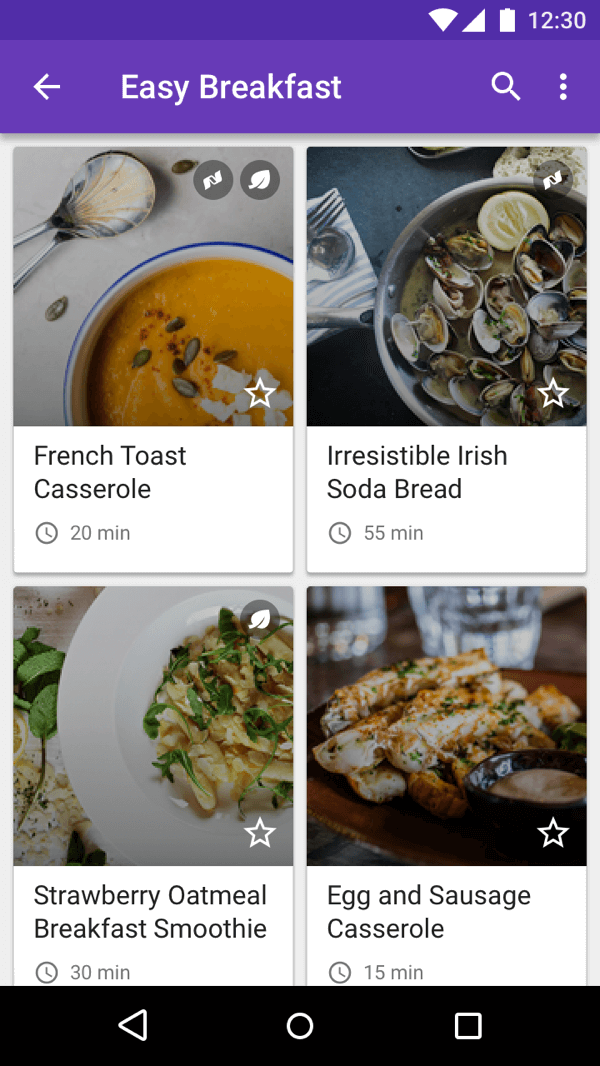 12:30
Easy Breakfast
French Toast
Casserole
20 min
Irresistible Irish
Soda Bread
55 min
Strawberry Oatmeal
Breakfast Smoothie
30 min
Egg and Sausage
Casserole
15 min